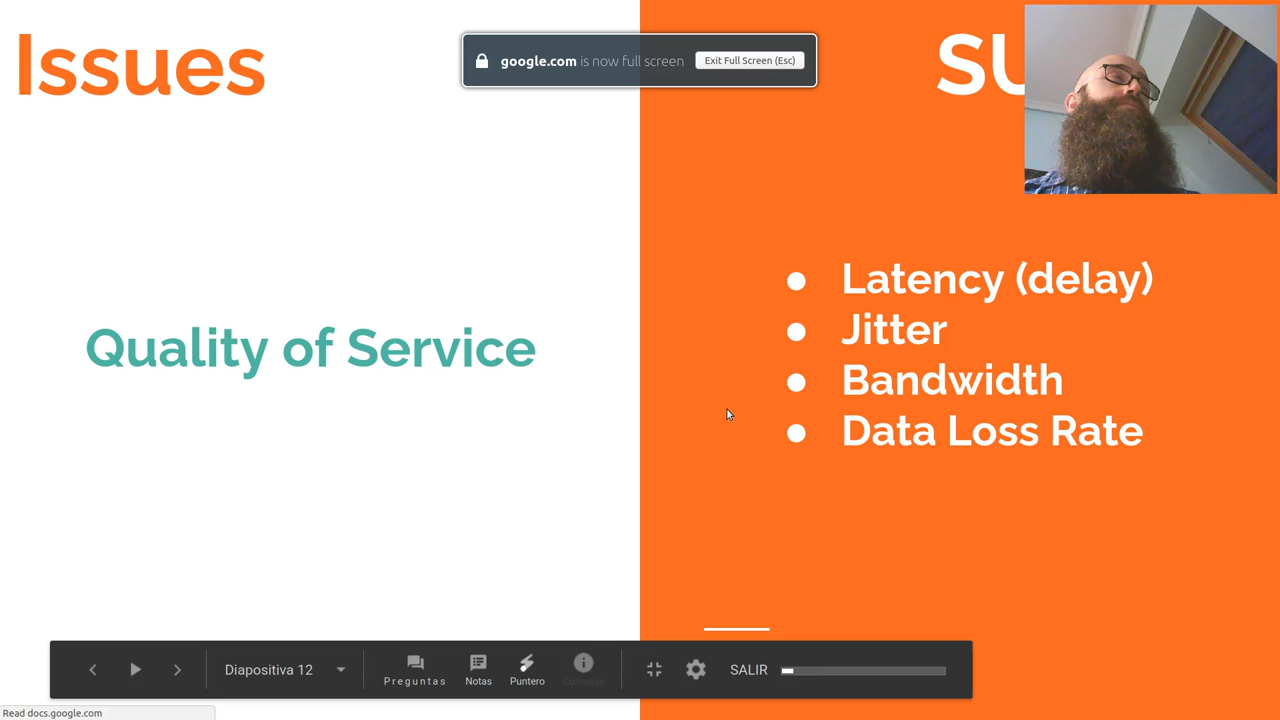 Issues
google.com is now full screen
Exit Full Screen (Esc)
Quality of Service
● Latency (delay)
● Jitter
● Bandwidth
● Data Loss Rate
Diapositiva 12
Preguntas
Notas
Puntero
Consejos
SALIR
Read docs.google.com